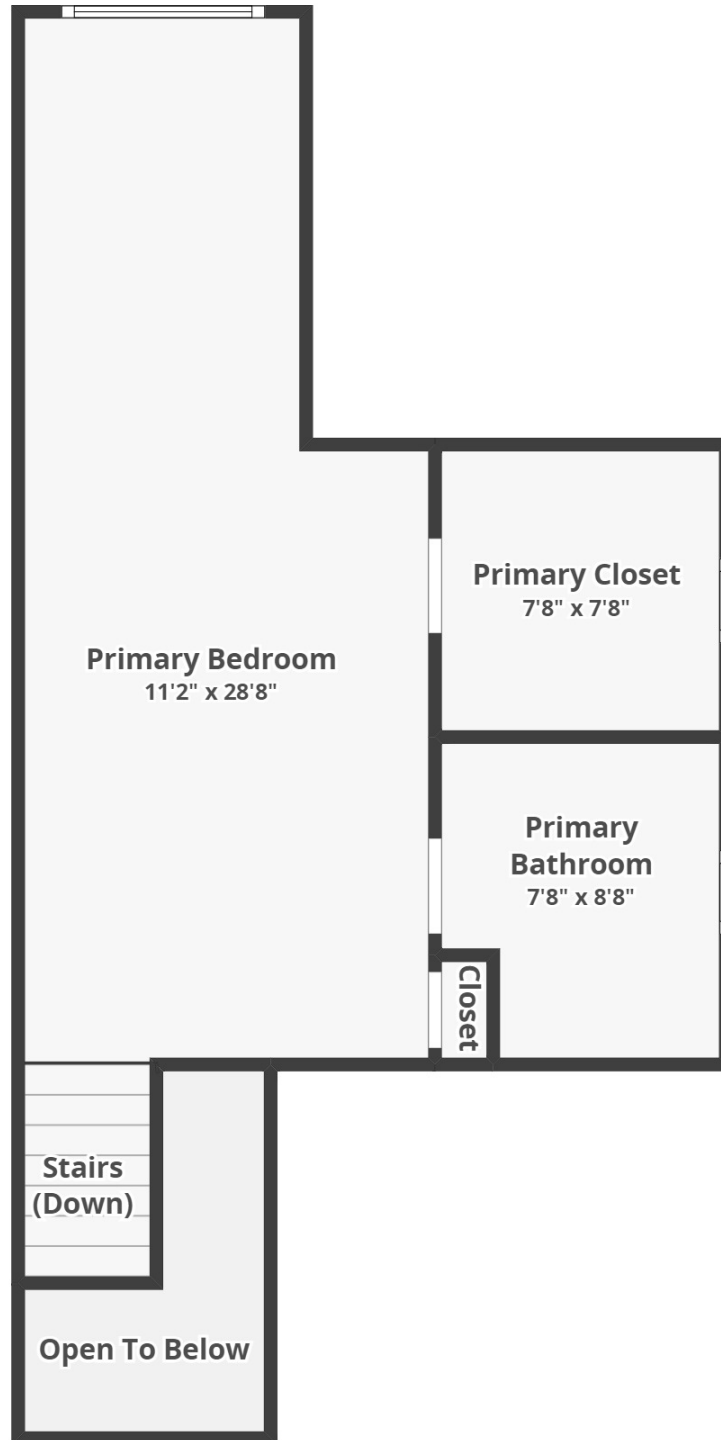 Primary Closet
7'8" x 7'8"
Primary Bedroom
11'2" x 28'8"
Primary
Bathroom
7'8" x 8'8"
Closet
Stairs
(Down)
Open To Below